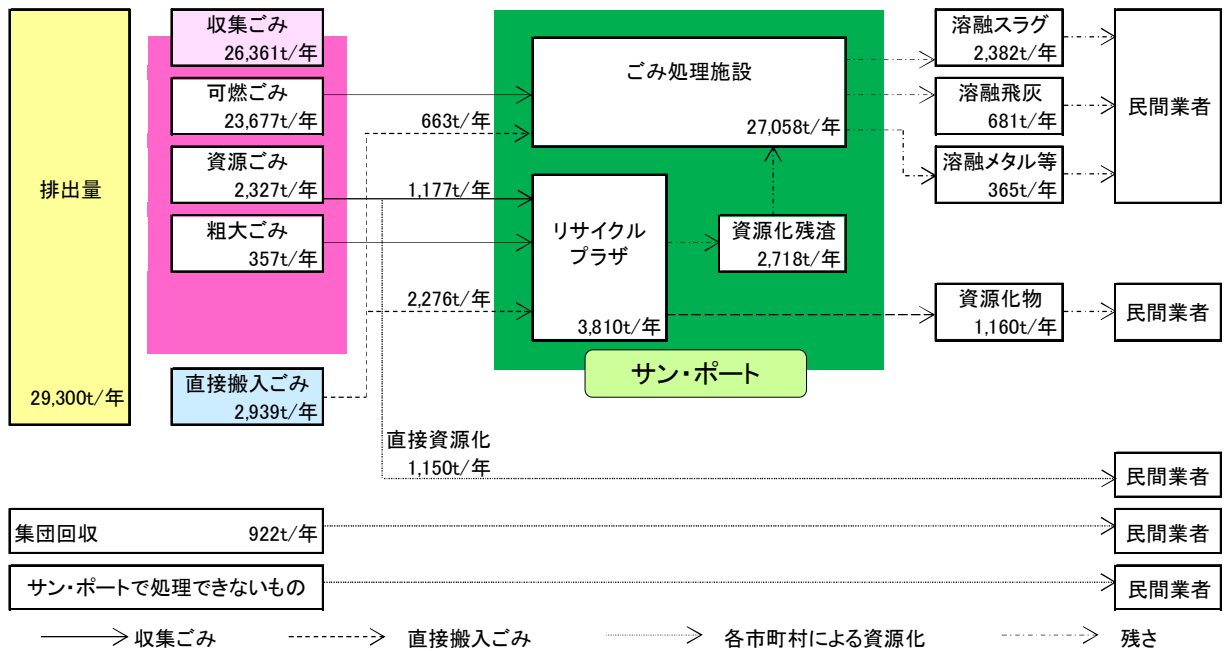 排出量
29,300t/年
収集ごみ
26,361t/年
可燃ごみ
23,677t/年
資源ごみ
2,327t/年
粗大ごみ
357t/年
直接搬入ごみ
2,939t/年
663t/年
1,177t/年
2,276t/年
直接資源化
1,150t/年
ごみ処理施設
27,058t/年
リサイクル
プラザ
3,810t/年
資源化残渣
2,718t/年
サン・ポート
溶融スラグ
2,382t/年
溶融飛灰
681t/年
溶融メタル等
365t/年
資源化物
1,160t/年
民間業者
民間業者
民間業者
集団回収 922t/年
民間業者
サン・ポートで処理できないもの
民間業者
収集ごみ 直接搬入ごみ 各市町村による資源化 残さ